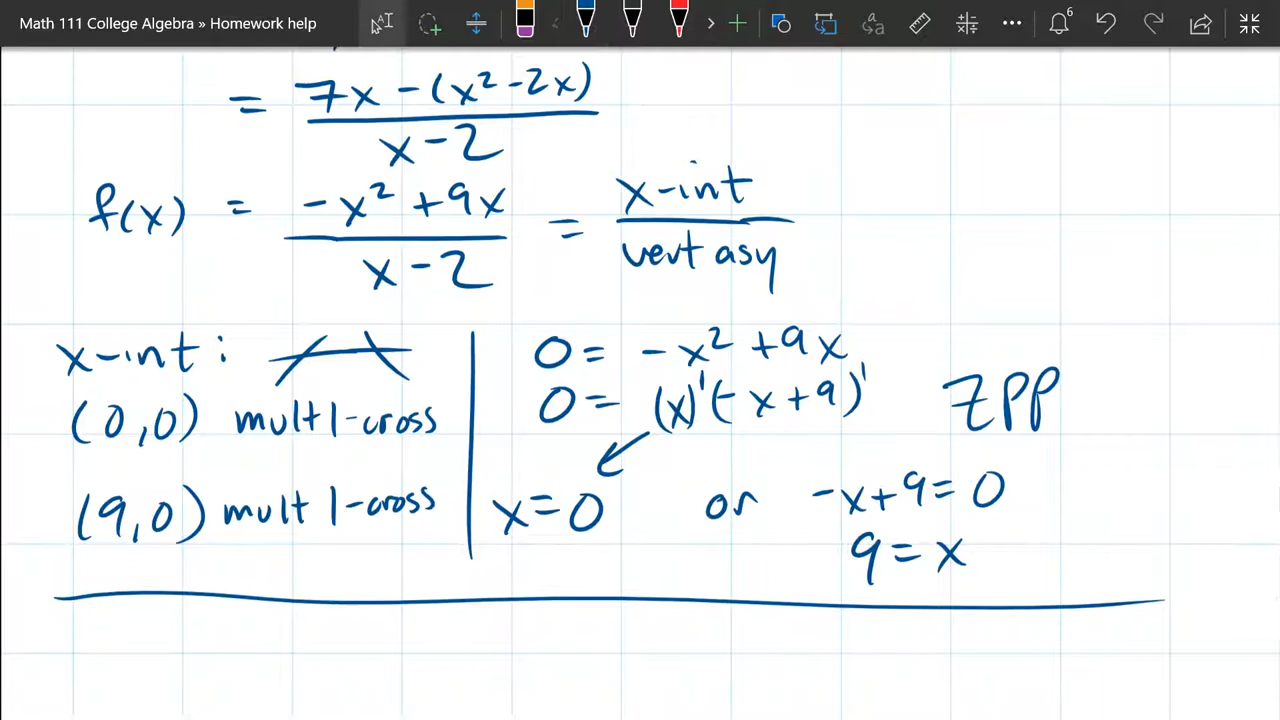 Math 111 College Algebra » Homework help
6
= 7x - (x² - 2x) / x - 2
f(x) = -x² + 9x / x - 2 = x-int / vert asy
x-int:
(0,0) mult 1-cross
(9,0) mult 1-cross
0 = -x² + 9x
0 = (x)¹(-x + 9)¹ ZPP
x = 0 or -x + 9 = 0
9 = x